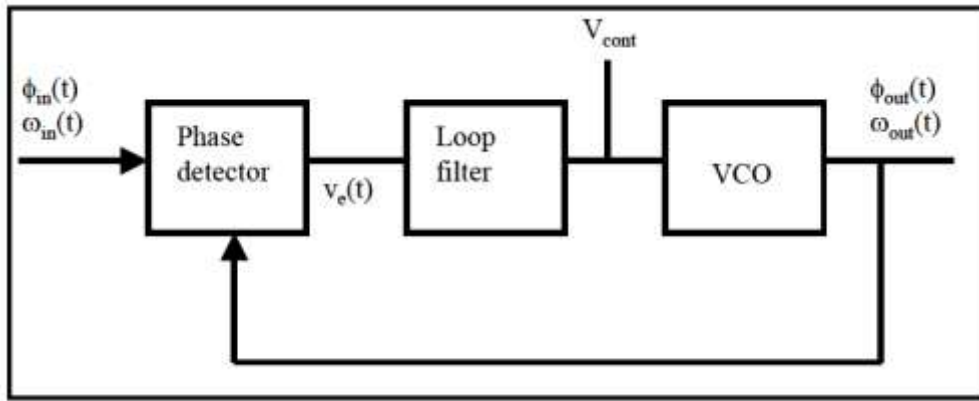 V_cont
ϕ_in(t)
ω_in(t)
Phase
detector
v_e(t)
Loop
filter
VCO
ϕ_out(t)
ω_out(t)